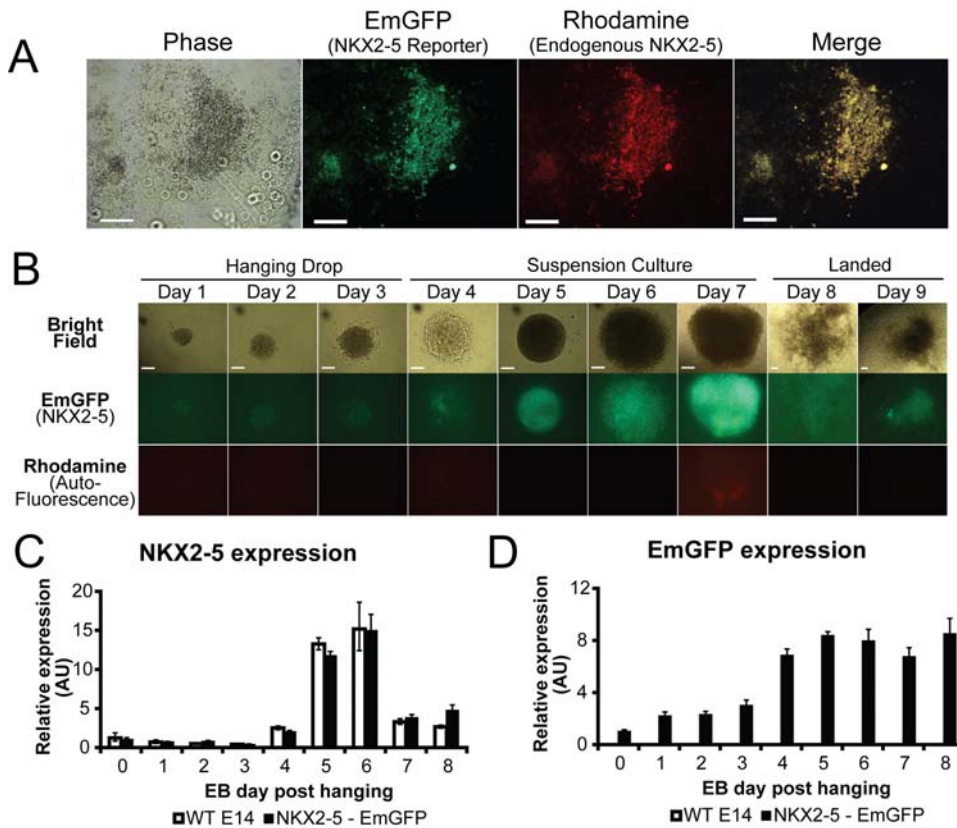 A
Phase
EmGFP
(NKX2-5 Reporter)
Rhodamine
(Endogenous NKX2-5)
Merge
B
Hanging Drop
Suspension Culture
Landed
Day 1 Day 2 Day 3 Day 4 Day 5 Day 6 Day 7 Day 8 Day 9
Bright
Field
EmGFP
(NKX2-5)
Rhodamine
(Auto-
Fluorescence)
C
NKX2-5 expression
Relative expression
(AU)
20
15
10
5
0
0 1 2 3 4 5 6 7 8
EB day post hanging
WT E14 NKX2-5 - EmGFP
D
EmGFP expression
Relative expression
(AU)
12
8
4
0
0 1 2 3 4 5 6 7 8
EB day post hanging
WT E14 NKX2-5 - EmGFP